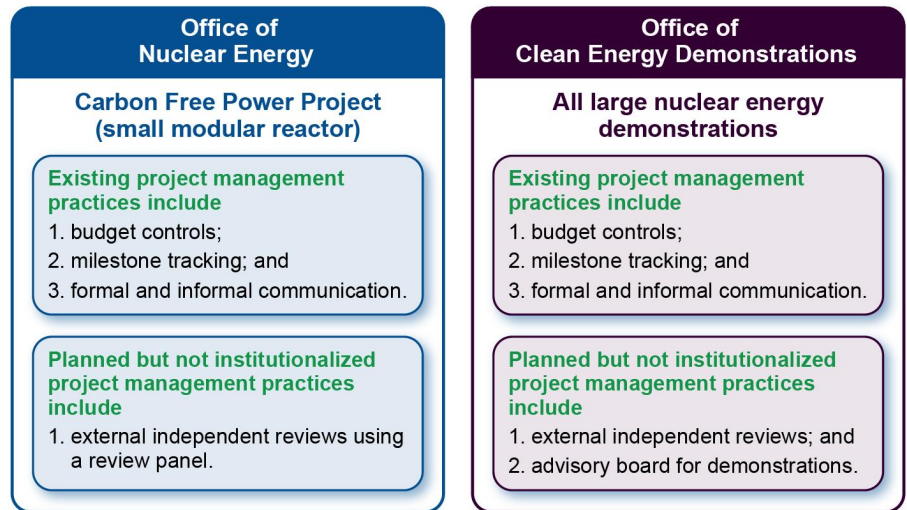 Office of
Nuclear Energy
Carbon Free Power Project
(small modular reactor)
Existing project management
practices include
1. budget controls;
2. milestone tracking; and
3. formal and informal communication.
Planned but not institutionalized
project management practices
include
1. external independent reviews using
a review panel.
Office of
Clean Energy Demonstrations
All large nuclear energy
demonstrations
Existing project management
practices include
1. budget controls;
2. milestone tracking; and
3. formal and informal communication.
Planned but not institutionalized
project management practices
include
1. external independent reviews; and
2. advisory board for demonstrations.